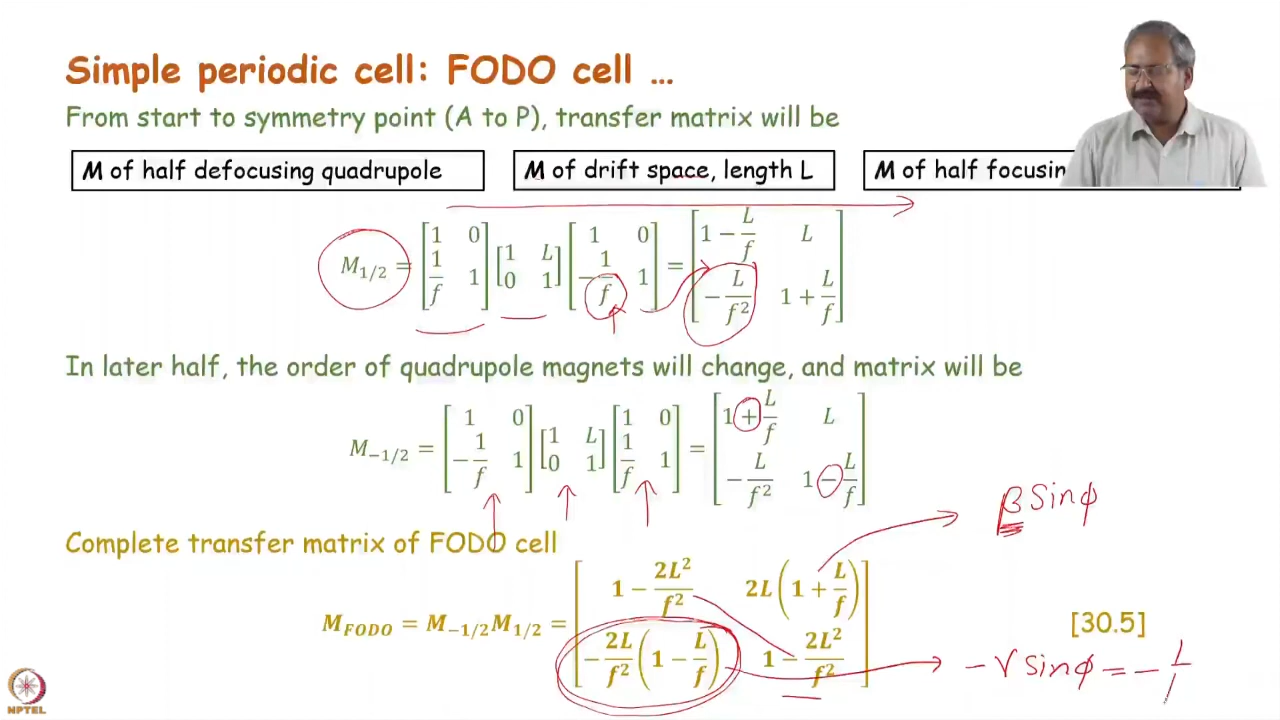 Simple periodic cell: FODO cell ...
From start to symmetry point (A to P), transfer matrix will be
M of half defocusing quadrupole
M of drift space, length L
M of half focusin
M_{1/2} = [1 0; 1/f 1] [1 L; 0 1] [1 0; -1/f 1] = [1 - L/f L; -L/f² 1 + L/f]
In later half, the order of quadrupole magnets will change, and matrix will be
M_{-1/2} = [1 0; -1/f 1] [1 L; 0 1] [1 0; 1/f 1] = [1 + L/f L; -L/f² 1 - L/f]
β Sinφ
Complete transfer matrix of FODO cell
M_{FODO} = M_{-1/2} M_{1/2} = [1 - 2L²/f² 2L(1 + L/f); -2L/f² (1 - L/f) 1 - 2L²/f²]
[30.5]
-γ sinφ = -
NPTEL